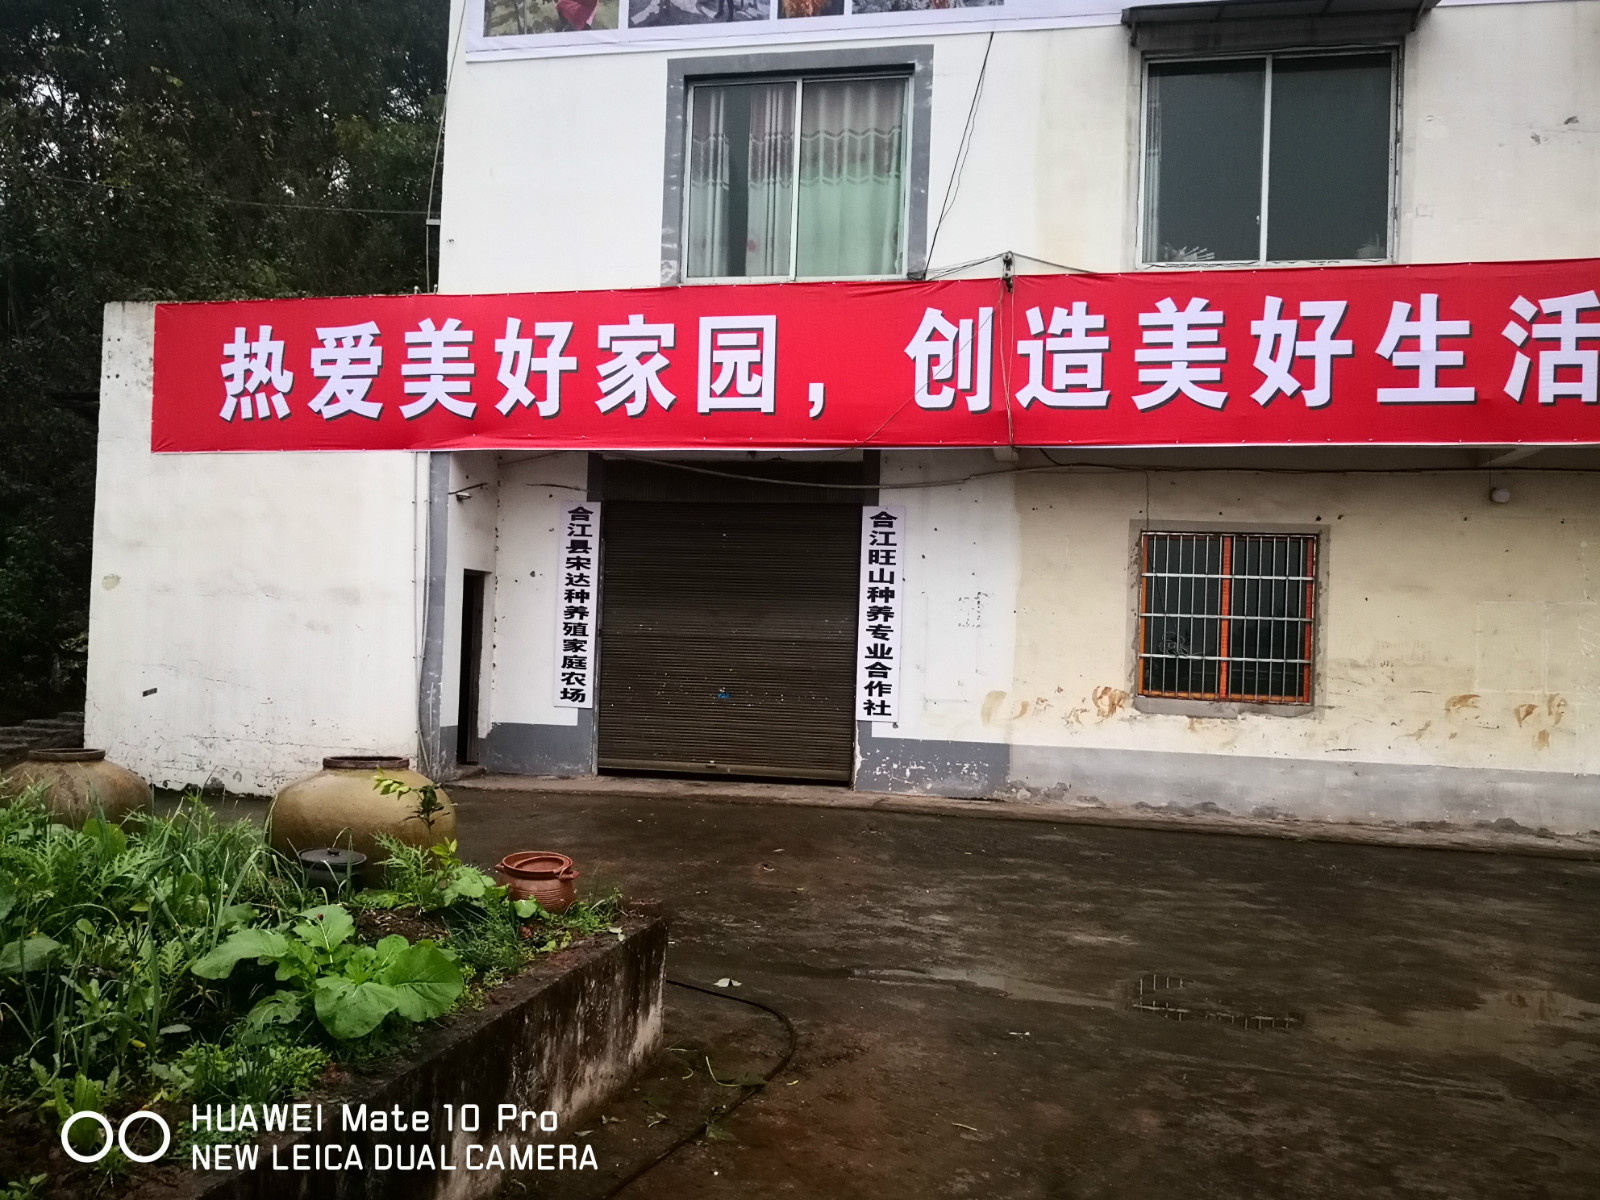 热爱美好家园，创造美好生活
合江县宋达种养殖家庭农场
合江旺山种养专业合作社
HUAWEI Mate 10 Pro
NEW LEICA DUAL CAMERA